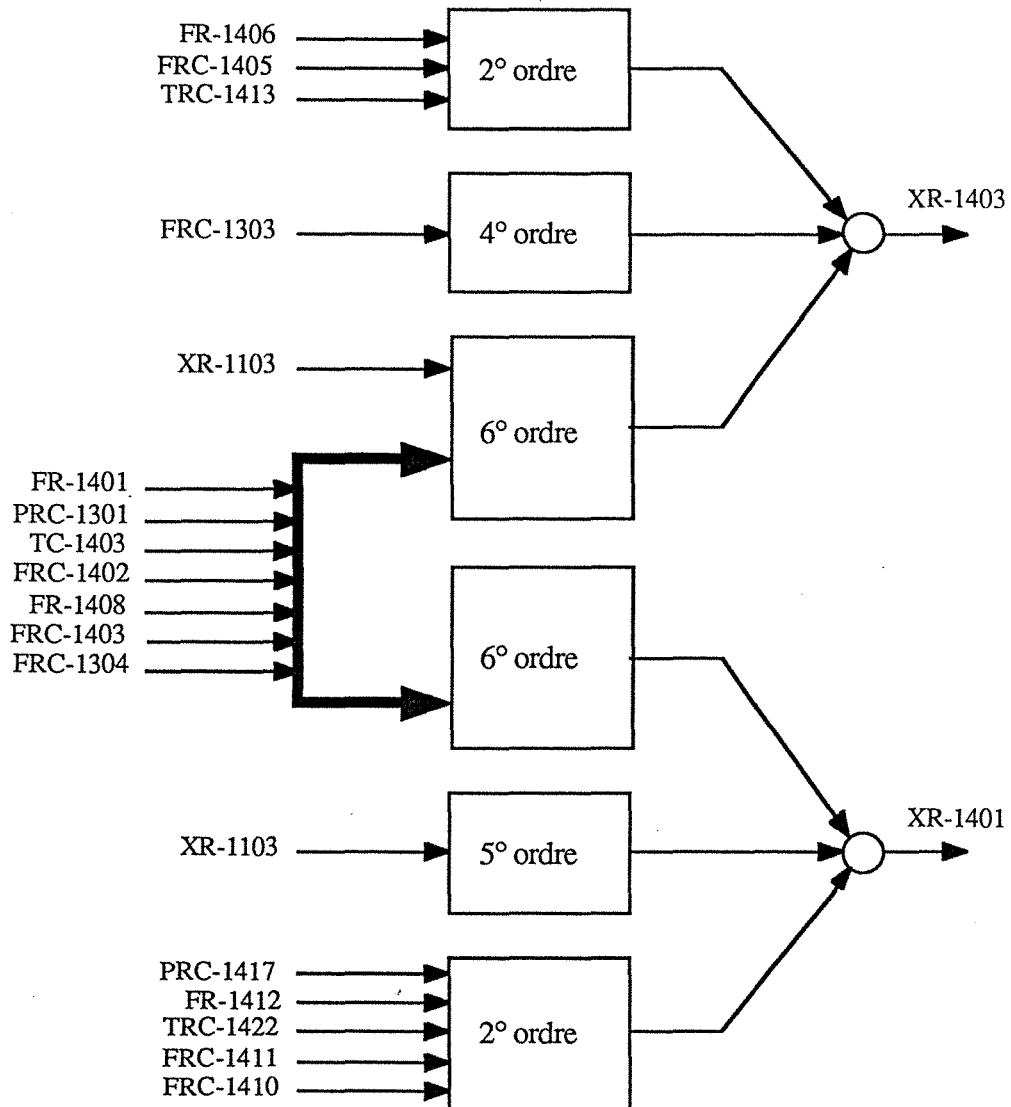 FR-1406
FRC-1405
TRC-1413
2° ordre
FRC-1303
4° ordre
XR-1403
XR-1103
6° ordre
FR-1401
PRC-1301
TC-1403
FRC-1402
FR-1408
FRC-1403
FRC-1304
6° ordre
XR-1103
5° ordre
XR-1401
PRC-1417
FR-1412
TRC-1422
FRC-1411
FRC-1410
2° ordre